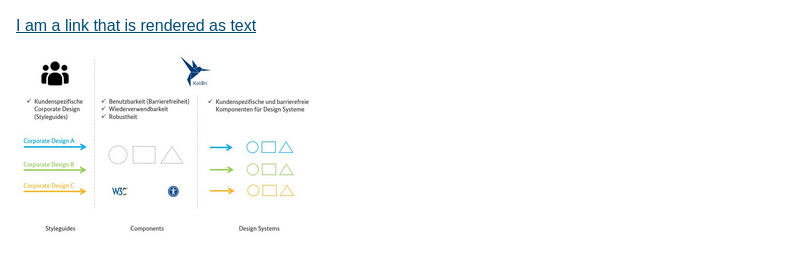 I am a link that is rendered as text
KoliBri
✓ Kundenspezifische
Corporate Design
(Styleguides)
✓ Benutzbarkeit (Barrierefreiheit)
✓ Wiederverwendbarkeit
✓ Robustheit
✓ Kundenspezifische und barrierefreie
Komponenten für Design Systeme
Corporate Design A
Corporate Design B
Corporate Design C
W3C
Styleguides
Components
Design Systems